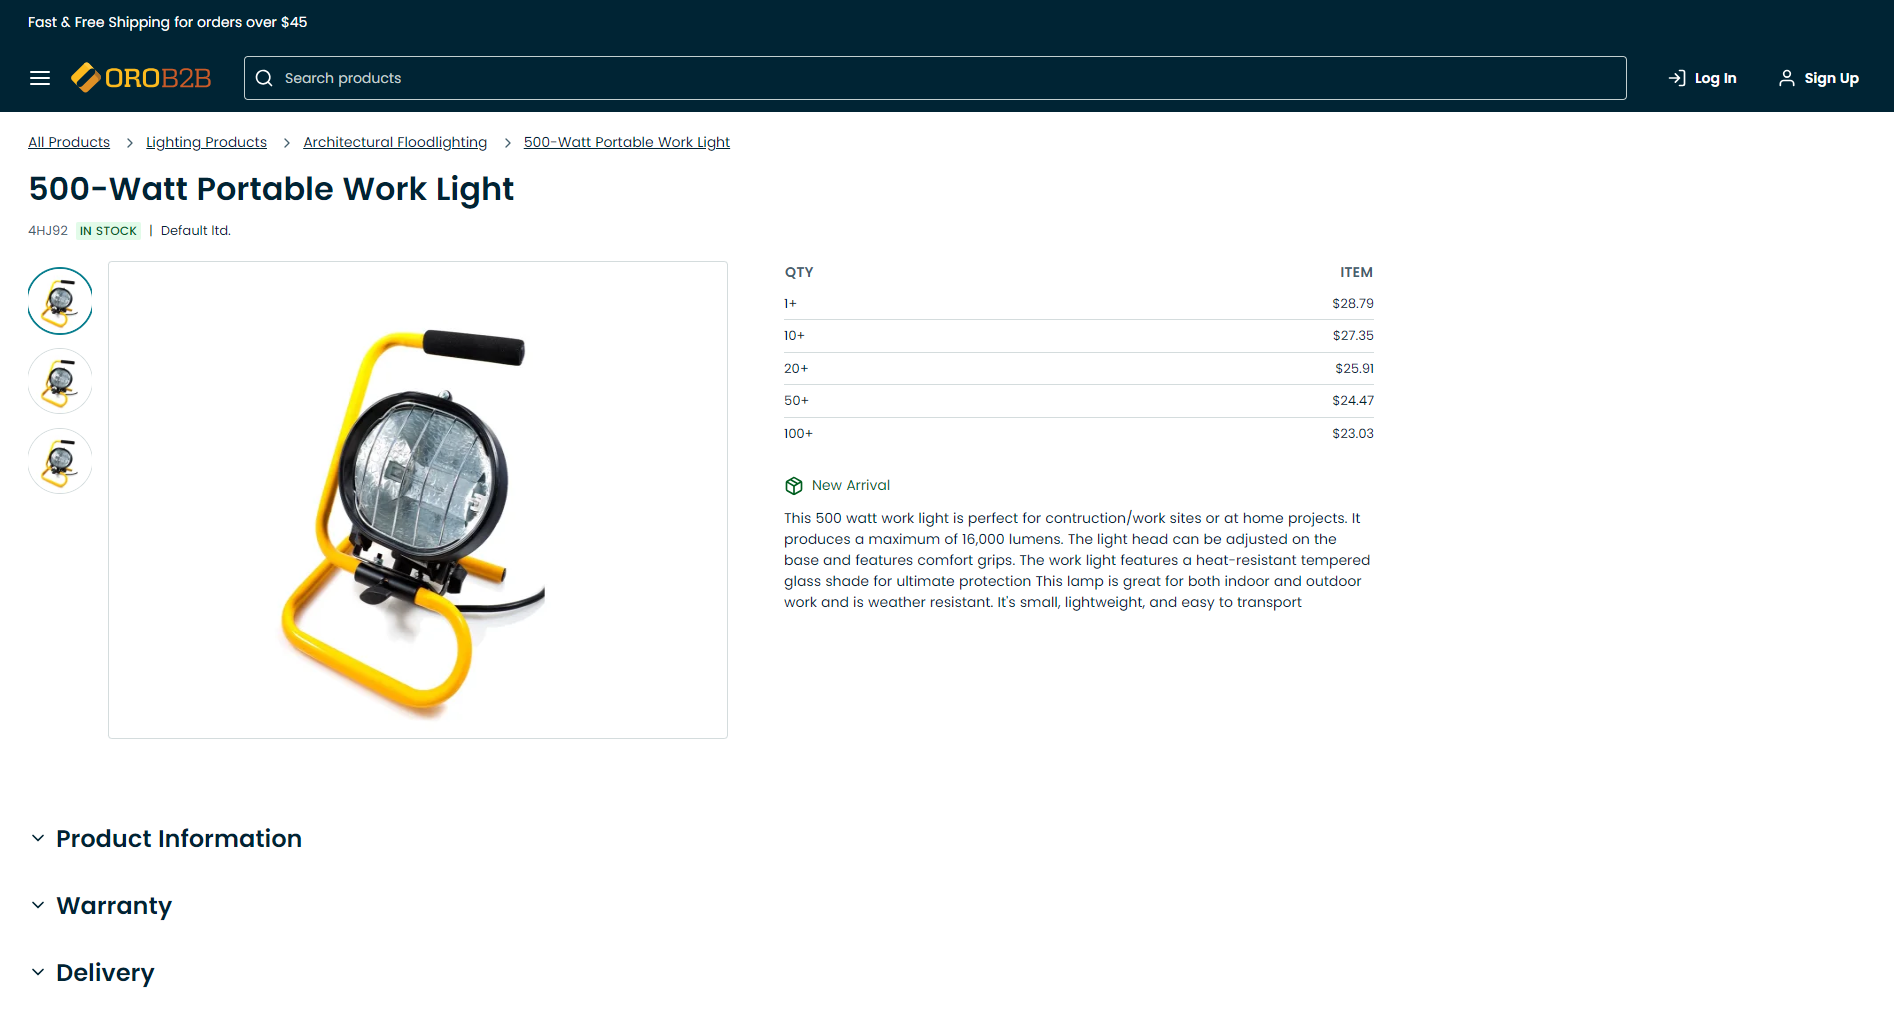 Fast & Free Shipping for orders over $45
OROB2B
Search products
Log In
Sign Up
All Products > Lighting Products > Architectural Floodlighting > 500-Watt Portable Work Light
500-Watt Portable Work Light
4HJ92 IN STOCK | Default ltd.
QTY ITEM
1+ $28.79
10+ $27.35
20+ $25.91
50+ $24.47
100+ $23.03
New Arrival
This 500 watt work light is perfect for contruction/work sites or at home projects. It
produces a maximum of 16,000 lumens. The light head can be adjusted on the
base and features comfort grips. The work light features a heat-resistant tempered
glass shade for ultimate protection This lamp is great for both indoor and outdoor
work and is weather resistant. It's small, lightweight, and easy to transport
Product Information
Warranty
Delivery